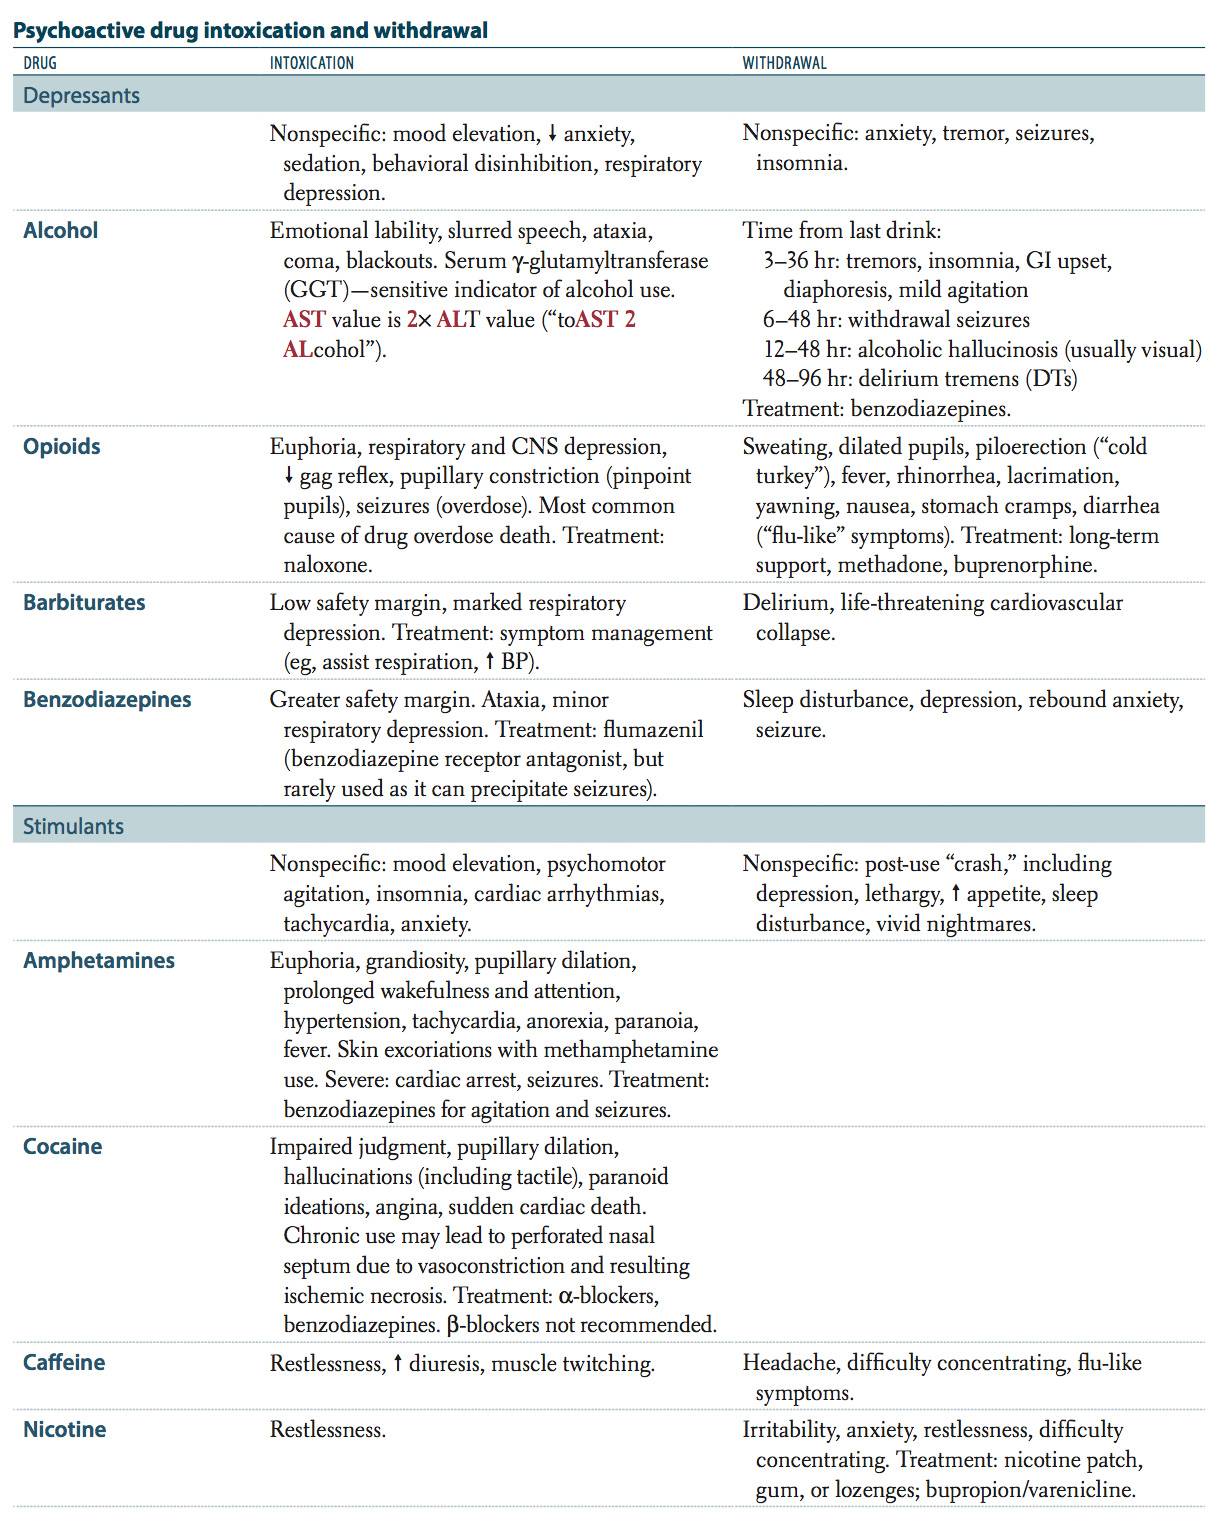 Psychoactive drug intoxication and withdrawal
DRUG INTOXICATION WITHDRAWAL
Depressants
Nonspecific: mood elevation, ↓ anxiety,
sedation, behavioral disinhibition, respiratory
depression.
Nonspecific: anxiety, tremor, seizures,
insomnia.
Alcohol
Emotional lability, slurred speech, ataxia,
coma, blackouts. Serum γ-glutamyltransferase
(GGT)—sensitive indicator of alcohol use.
AST value is 2× ALT value (“toAST 2
ALcohol”).
Time from last drink:
3–36 hr: tremors, insomnia, GI upset,
diaphoresis, mild agitation
6–48 hr: withdrawal seizures
12–48 hr: alcoholic hallucinosis (usually visual)
48–96 hr: delirium tremens (DTs)
Treatment: benzodiazepines.
Opioids
Euphoria, respiratory and CNS depression,
↓ gag reflex, pupillary constriction (pinpoint
pupils), seizures (overdose). Most common
cause of drug overdose death. Treatment:
naloxone.
Sweating, dilated pupils, piloerection (“cold
turkey”), fever, rhinorrhea, lacrimation,
yawning, nausea, stomach cramps, diarrhea
(“flu-like” symptoms). Treatment: long-term
support, methadone, buprenorphine.
Barbiturates
Low safety margin, marked respiratory
depression. Treatment: symptom management
(eg, assist respiration, ↑ BP).
Delirium, life-threatening cardiovascular
collapse.
Benzodiazepines
Greater safety margin. Ataxia, minor
respiratory depression. Treatment: flumazenil
(benzodiazepine receptor antagonist, but
rarely used as it can precipitate seizures).
Sleep disturbance, depression, rebound anxiety,
seizure.
Stimulants
Nonspecific: mood elevation, psychomotor
agitation, insomnia, cardiac arrhythmias,
tachycardia, anxiety.
Nonspecific: post-use “crash,” including
depression, lethargy, ↑ appetite, sleep
disturbance, vivid nightmares.
Amphetamines
Euphoria, grandiosity, pupillary dilation,
prolonged wakefulness and attention,
hypertension, tachycardia, anorexia, paranoia,
fever. Skin excoriations with methamphetamine
use. Severe: cardiac arrest, seizures. Treatment:
benzodiazepines for agitation and seizures.
Cocaine
Impaired judgment, pupillary dilation,
hallucinations (including tactile), paranoid
ideations, angina, sudden cardiac death.
Chronic use may lead to perforated nasal
septum due to vasoconstriction and resulting
ischemic necrosis. Treatment: α-blockers,
benzodiazepines. β-blockers not recommended.
Caffeine
Restlessness, ↑ diuresis, muscle twitching.
Headache, difficulty concentrating, flu-like
symptoms.
Nicotine
Restlessness.
Irritability, anxiety, restlessness, difficulty
concentrating. Treatment: nicotine patch,
gum, or lozenges; bupropion/varenicline.